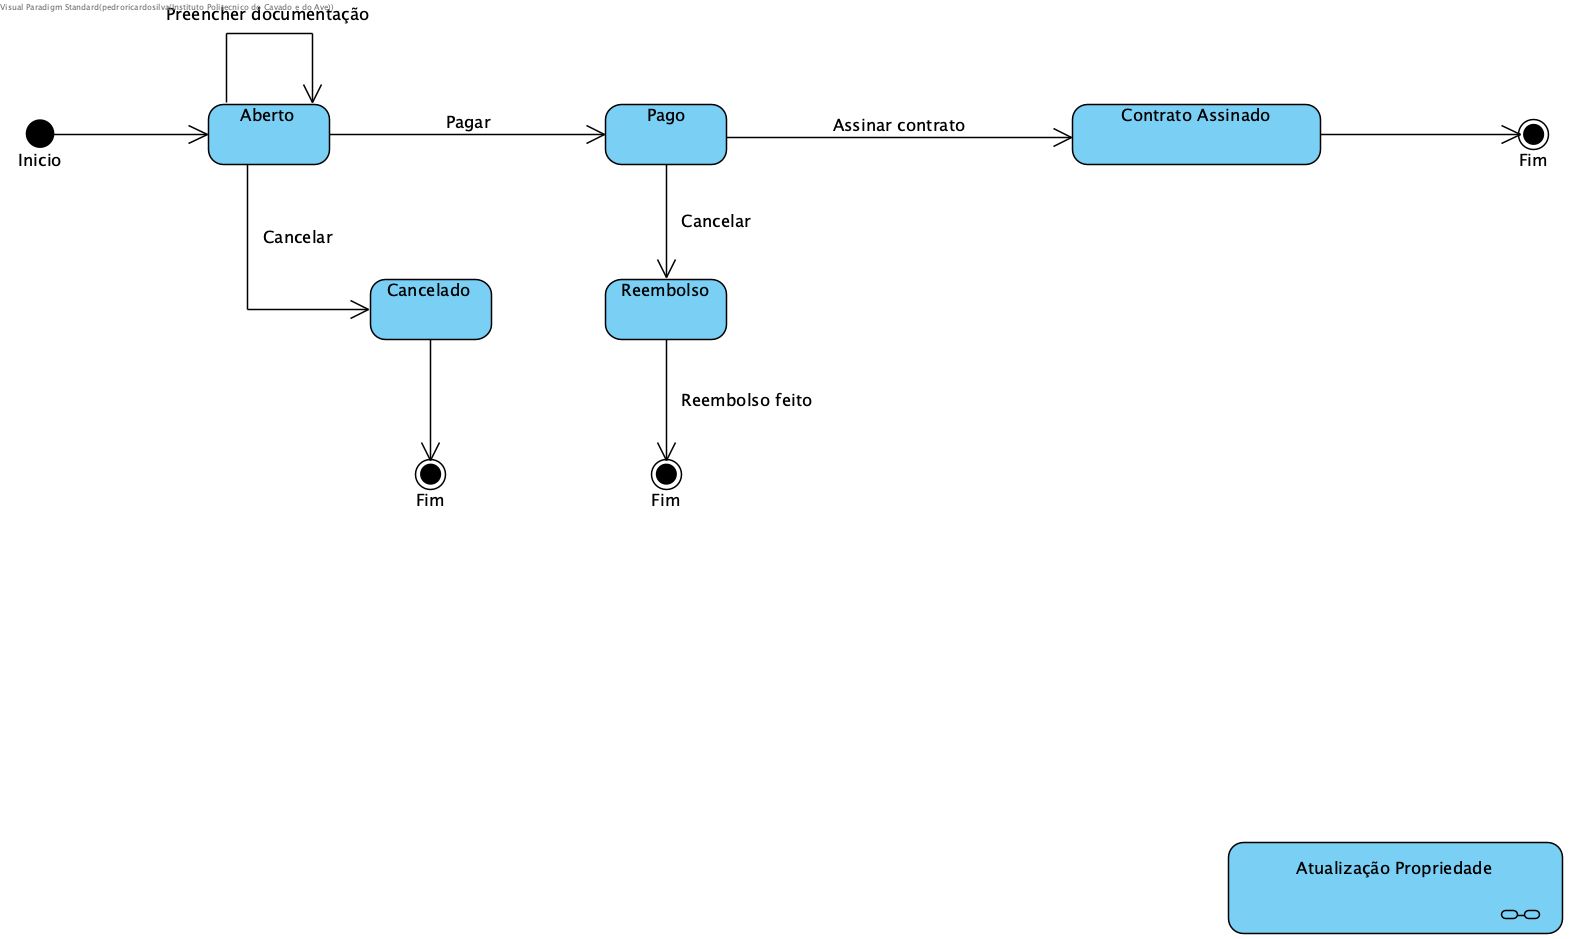 Visual Paradigm Standard(pedroricardosilva(Instituto Politecnico do Cavado e do Ave))
Preencher documentação
Aberto
Pagar
Pago
Assinar contrato
Contrato Assinado
Inicio
Fim
Cancelar
Cancelar
Cancelado
Reembolso
Reembolso feito
Fim
Fim
Atualização Propriedade